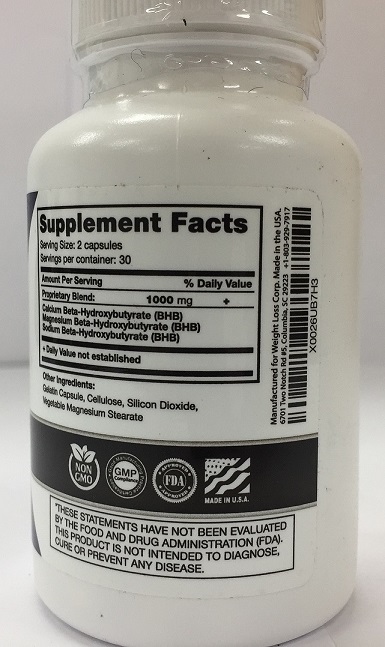 Supplement Facts
Serving Size: 2 capsules
Servings per container: 30
Amount Per Serving % Daily Value
Proprietary Blend: 1000 mg +
Calcium Beta-Hydroxybutyrate (BHB)
Magnesium Beta-Hydroxybutyrate (BHB)
Sodium Beta-Hydroxybutyrate (BHB)
+ Daily Value not established
Other Ingredients:
Gelatin Capsule, Cellulose, Silicon Dioxide,
Vegetable Magnesium Stearate
Manufactured for Weight Loss Corp. Made in the USA.
6701 Two Notch Rd #5, Columbia, SC 29223 +1-803-929-7917
X0026UB7H3
NON
GMO
GMP
Compliance
APPROVED
FDA
APPROVED
MADE IN U.S.A.
*THESE STATEMENTS HAVE NOT BEEN EVALUATED
BY THE FOOD AND DRUG ADMINISTRATION (FDA).
THIS PRODUCT IS NOT INTENDED TO DIAGNOSE,
CURE OR PREVENT ANY DISEASE.